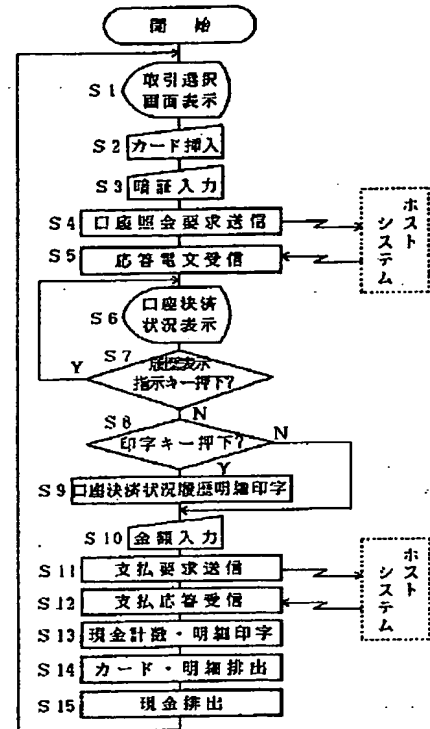 開始
S1 取引選択
画面表示
S2 カード挿入
S3 暗証入力
S4 口座照会要求送信
S5 応答電文受信
ホスト
システム
S6 口座決済
状況表示
S7 履歴表示
指示キー押下?
Y
N
S8 印字キー押下?
N
Y
S9 口座決済状況履歴明細印字
S10 金額入力
S11 支払要求送信
S12 支払応答受信
ホスト
システム
S13 現金計数・明細印字
S14 カード・明細排出
S15 現金排出